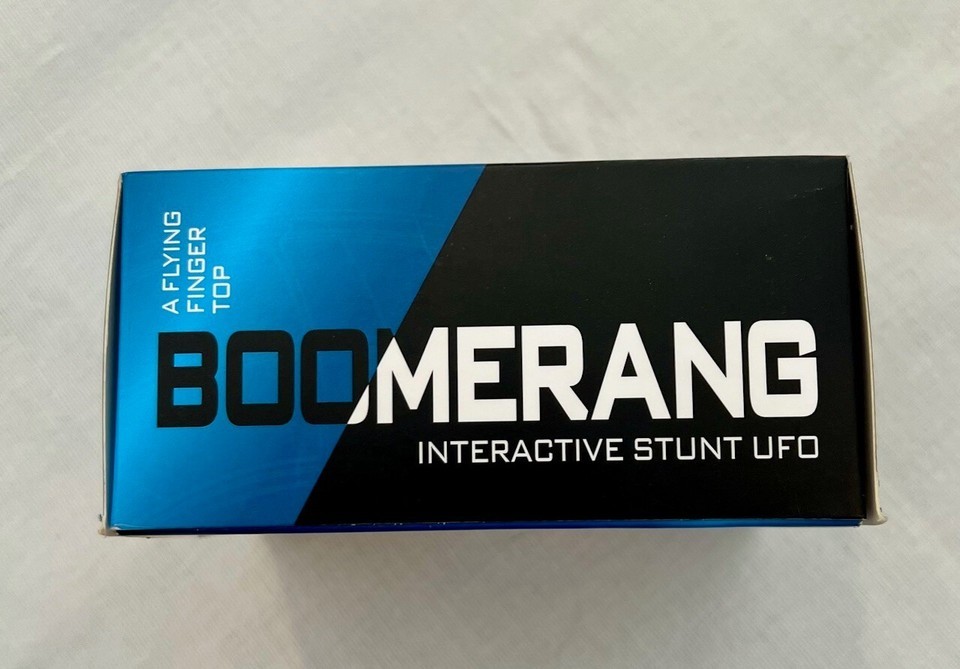 A FLYING
FINGER
TOP
BOOMERANG
INTERACTIVE STUNT UFO